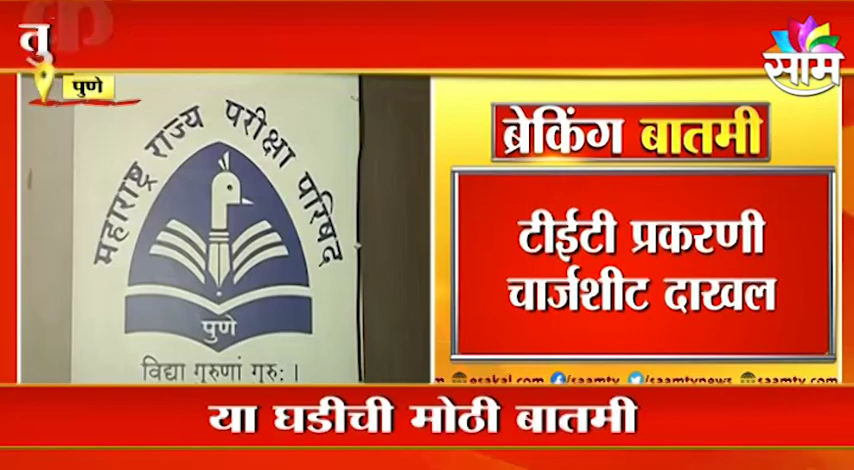 तु
पुणे
साम
महाराष्ट्र राज्य परीक्षा परिषद
पुणे
विद्या गुरुणां गुरुः।
ब्रेकिंग बातमी
टीईटी प्रकरणी
चार्जशीट दाखल
esakal.com /saamtv /saamtvnews saamtv.com
या घडीची मोठी बातमी